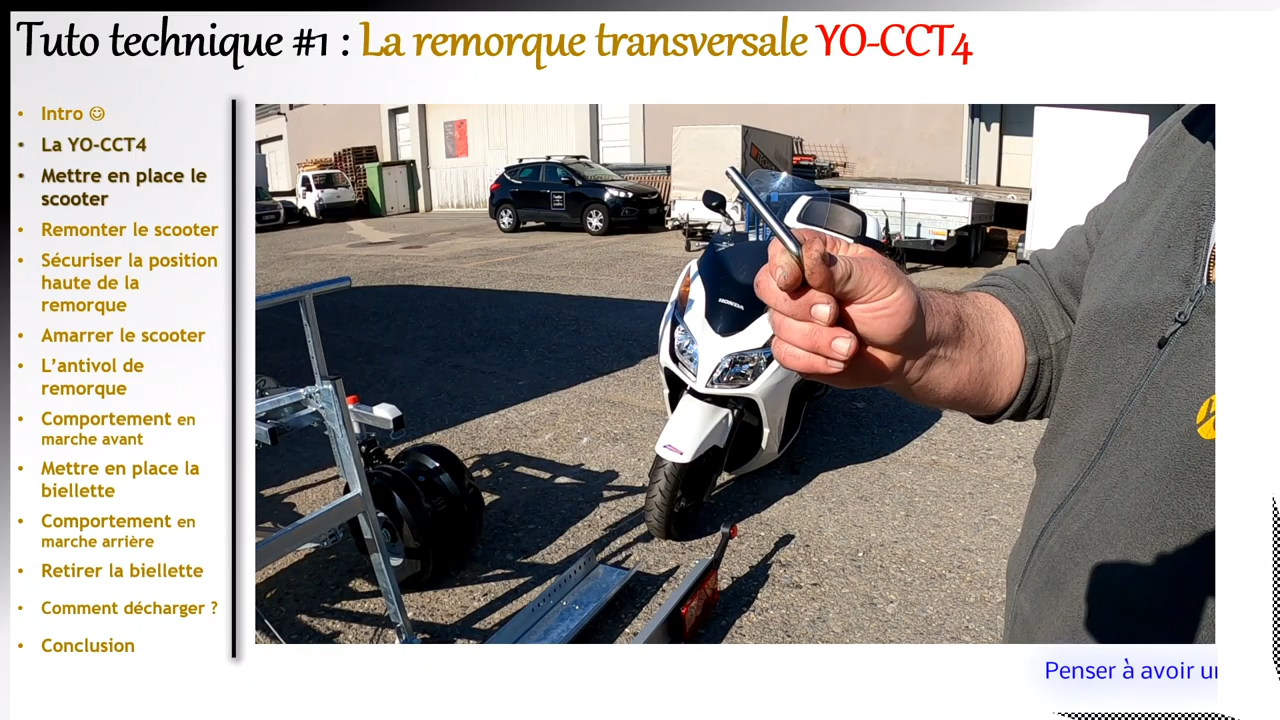 Tuto technique #1 : La remorque transversale YO-CCT4
• Intro ☺
• La YO-CCT4
• Mettre en place le
scooter
• Remonter le scooter
• Sécuriser la position
haute de la
remorque
• Amarrer le scooter
• L'antivol de
remorque
• Comportement en
marche avant
• Mettre en place la
biellette
• Comportement en
marche arrière
• Retirer la biellette
• Comment décharger ?
• Conclusion
HONDA
Penser à avoir